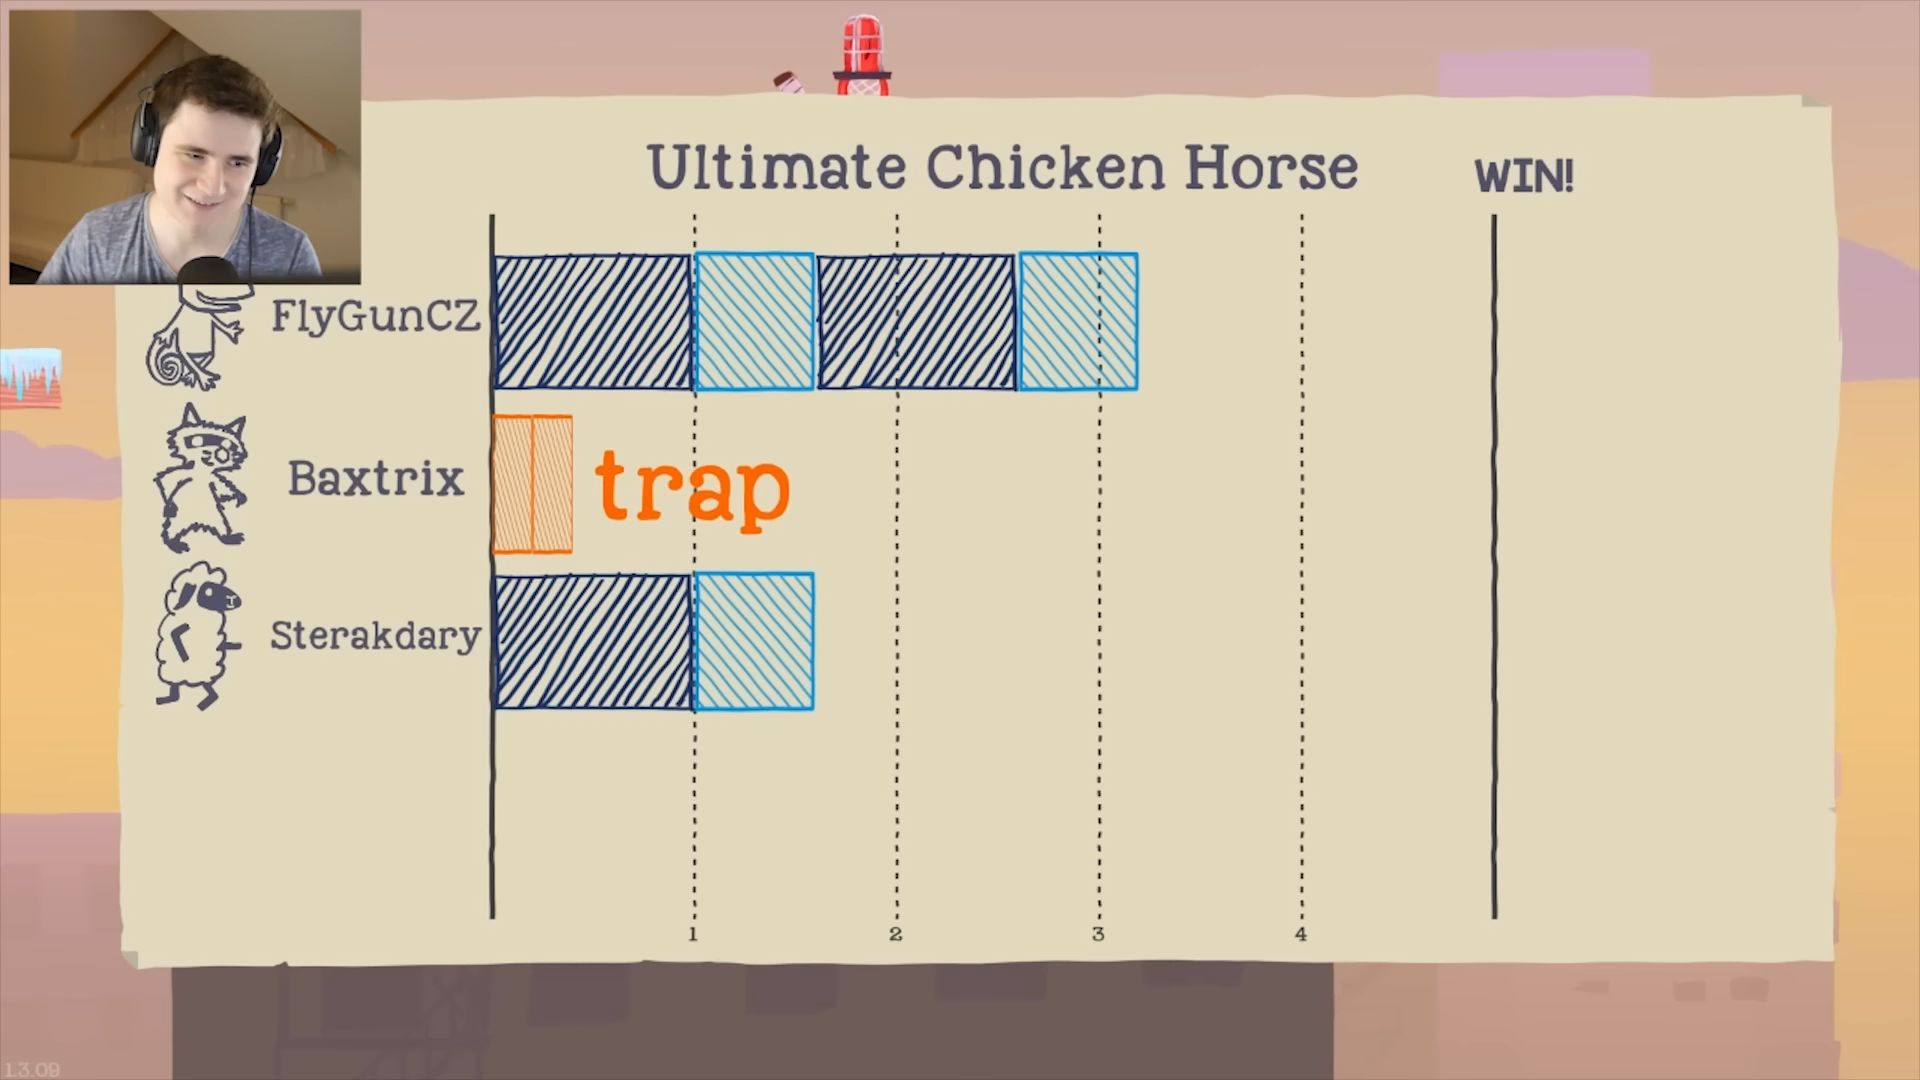 Ultimate Chicken Horse
WIN!
FlyGunCZ
Baxtrix
trap
Sterakdary
1
2
3
4
1.3.09